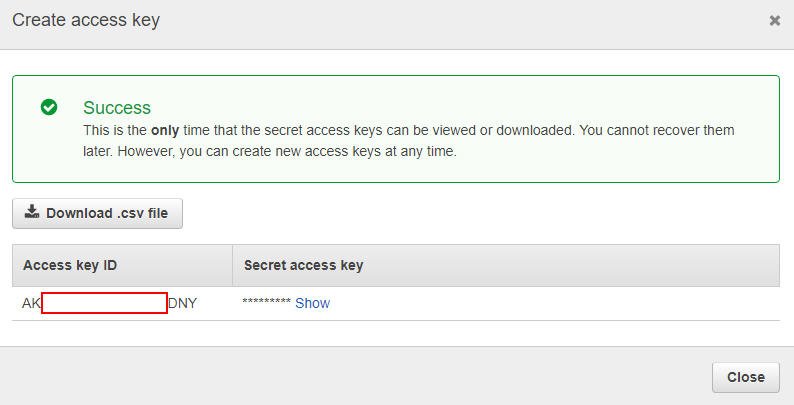 Create access key
Success
This is the only time that the secret access keys can be viewed or downloaded. You cannot recover them
later. However, you can create new access keys at any time.
Download .csv file
Access key ID Secret access key
AK DNY ********* Show
Close